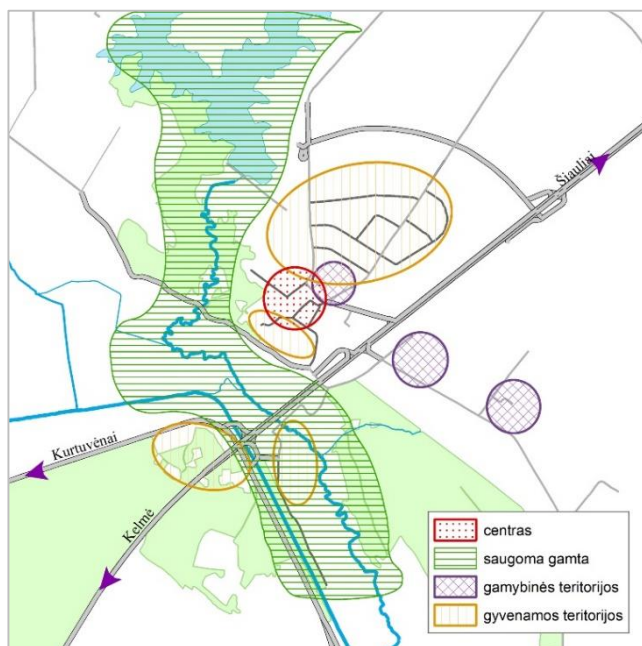 Šiauliai
Kurtuvėnai
Kelmė
centras
saugoma gamta
gamybinės teritorijos
gyvenamos teritorijos